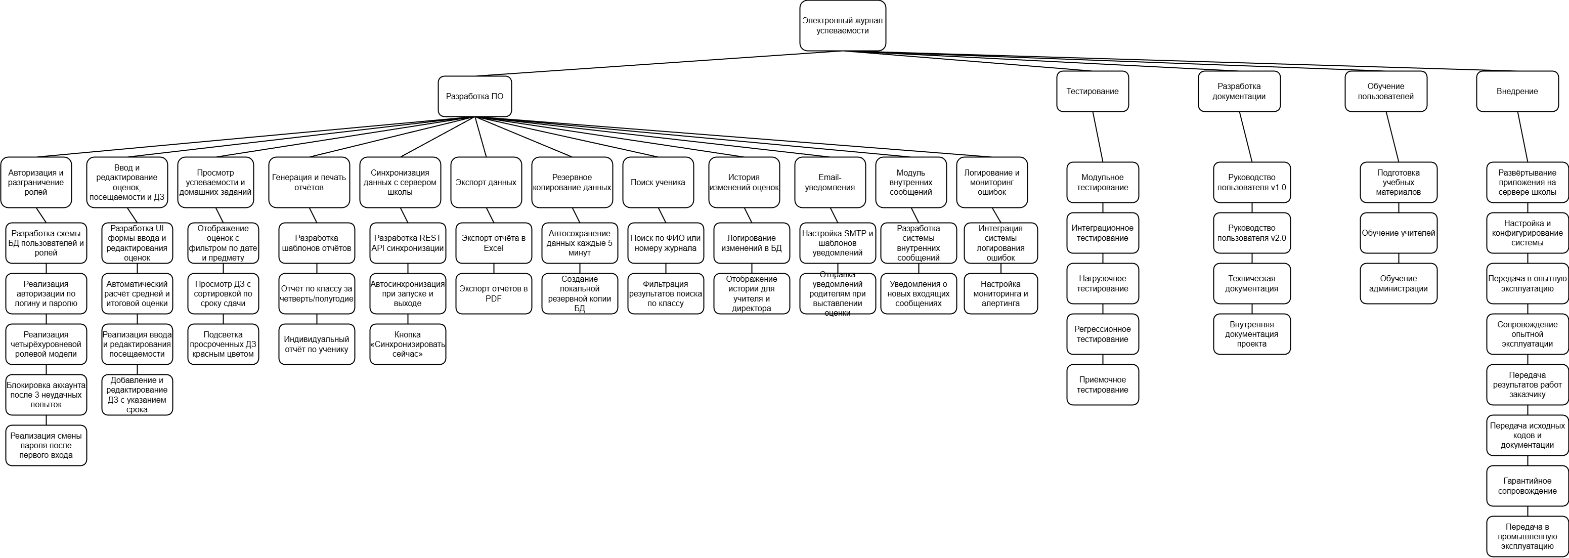 Электронный журнал
успеваемости
Разработка ПО
Тестирование
Разработка
документации
Обучение
пользователей
Внедрение
Авторизация и
разграничение
ролей
Ввод и
редактирование
оценок,
посещаемости и ДЗ
Просмотр
успеваемости и
домашних заданий
Генерация и печать
отчётов
Синхронизация
данных с сервером
школы
Экспорт данных
Резервное
копирование данных
Поиск ученика
История
изменений оценок
Email-
уведомления
Модуль
внутренних
сообщений
Логирование и
мониторинг
ошибок
Разработка схемы
БД пользователей и
ролей
Реализация
авторизации по
логину и паролю
Реализация
четырёхуровневой
ролевой модели
Блокировка аккаунта
после 3 неудачных
попыток
Реализация смены
пароля после
первого входа
Разработка UI
формы ввода и
редактирования
оценок
Автоматический
расчёт средней и
итоговой оценки
Реализация ввода
и редактирования
посещаемости
Добавление и
редактирование
ДЗ с указанием
срока
Отображение
оценок с
фильтром по дате
и предмету
Просмотр ДЗ с
сортировкой по
сроку сдачи
Подсветка
просроченных ДЗ
красным цветом
Разработка
шаблонов отчётов
Отчёт по классу за
четверть/полугодие
Индивидуальный
отчёт по ученику
Разработка REST
API синхронизации
Автосинхронизация
при запуске и
выходе
Кнопка
«Синхронизировать
сейчас»
Экспорт отчёта в
Excel
Экспорт отчётов в
PDF
Автосохранение
данных каждые 5
минут
Создание
локальной
резервной копии
БД
Поиск по ФИО или
номеру журнала
Фильтрация
результатов поиска
по классу
Логирование
изменений в БД
Отображение
истории для
учителя и
директора
Настройка SMTP и
шаблонов
уведомлений
Отправка
уведомлений
родителям при
выставлении
оценки
Разработка
системы
внутренних
сообщений
Уведомления о
новых входящих
сообщениях
Интеграция
системы
логирования
ошибок
Настройка
мониторинга и
алертинга
Модульное
тестирование
Интеграционное
тестирование
Нагрузочное
тестирование
Регрессионное
тестирование
Приёмочное
тестирование
Руководство
пользователя v1.0
Руководство
пользователя v2.0
Техническая
документация
Внутренняя
документация
проекта
Подготовка
учебных
материалов
Обучение учителей
Обучение
администрации
Развёртывание
приложения на
сервере школы
Настройка и
конфигурирование
системы
Передача в опытную
эксплуатацию
Сопровождение
опытной
эксплуатации
Передача
результатов работ
заказчику
Передача исходных
кодов и
документации
Гарантийное
сопровождение
Передача в
промышленную
эксплуатацию